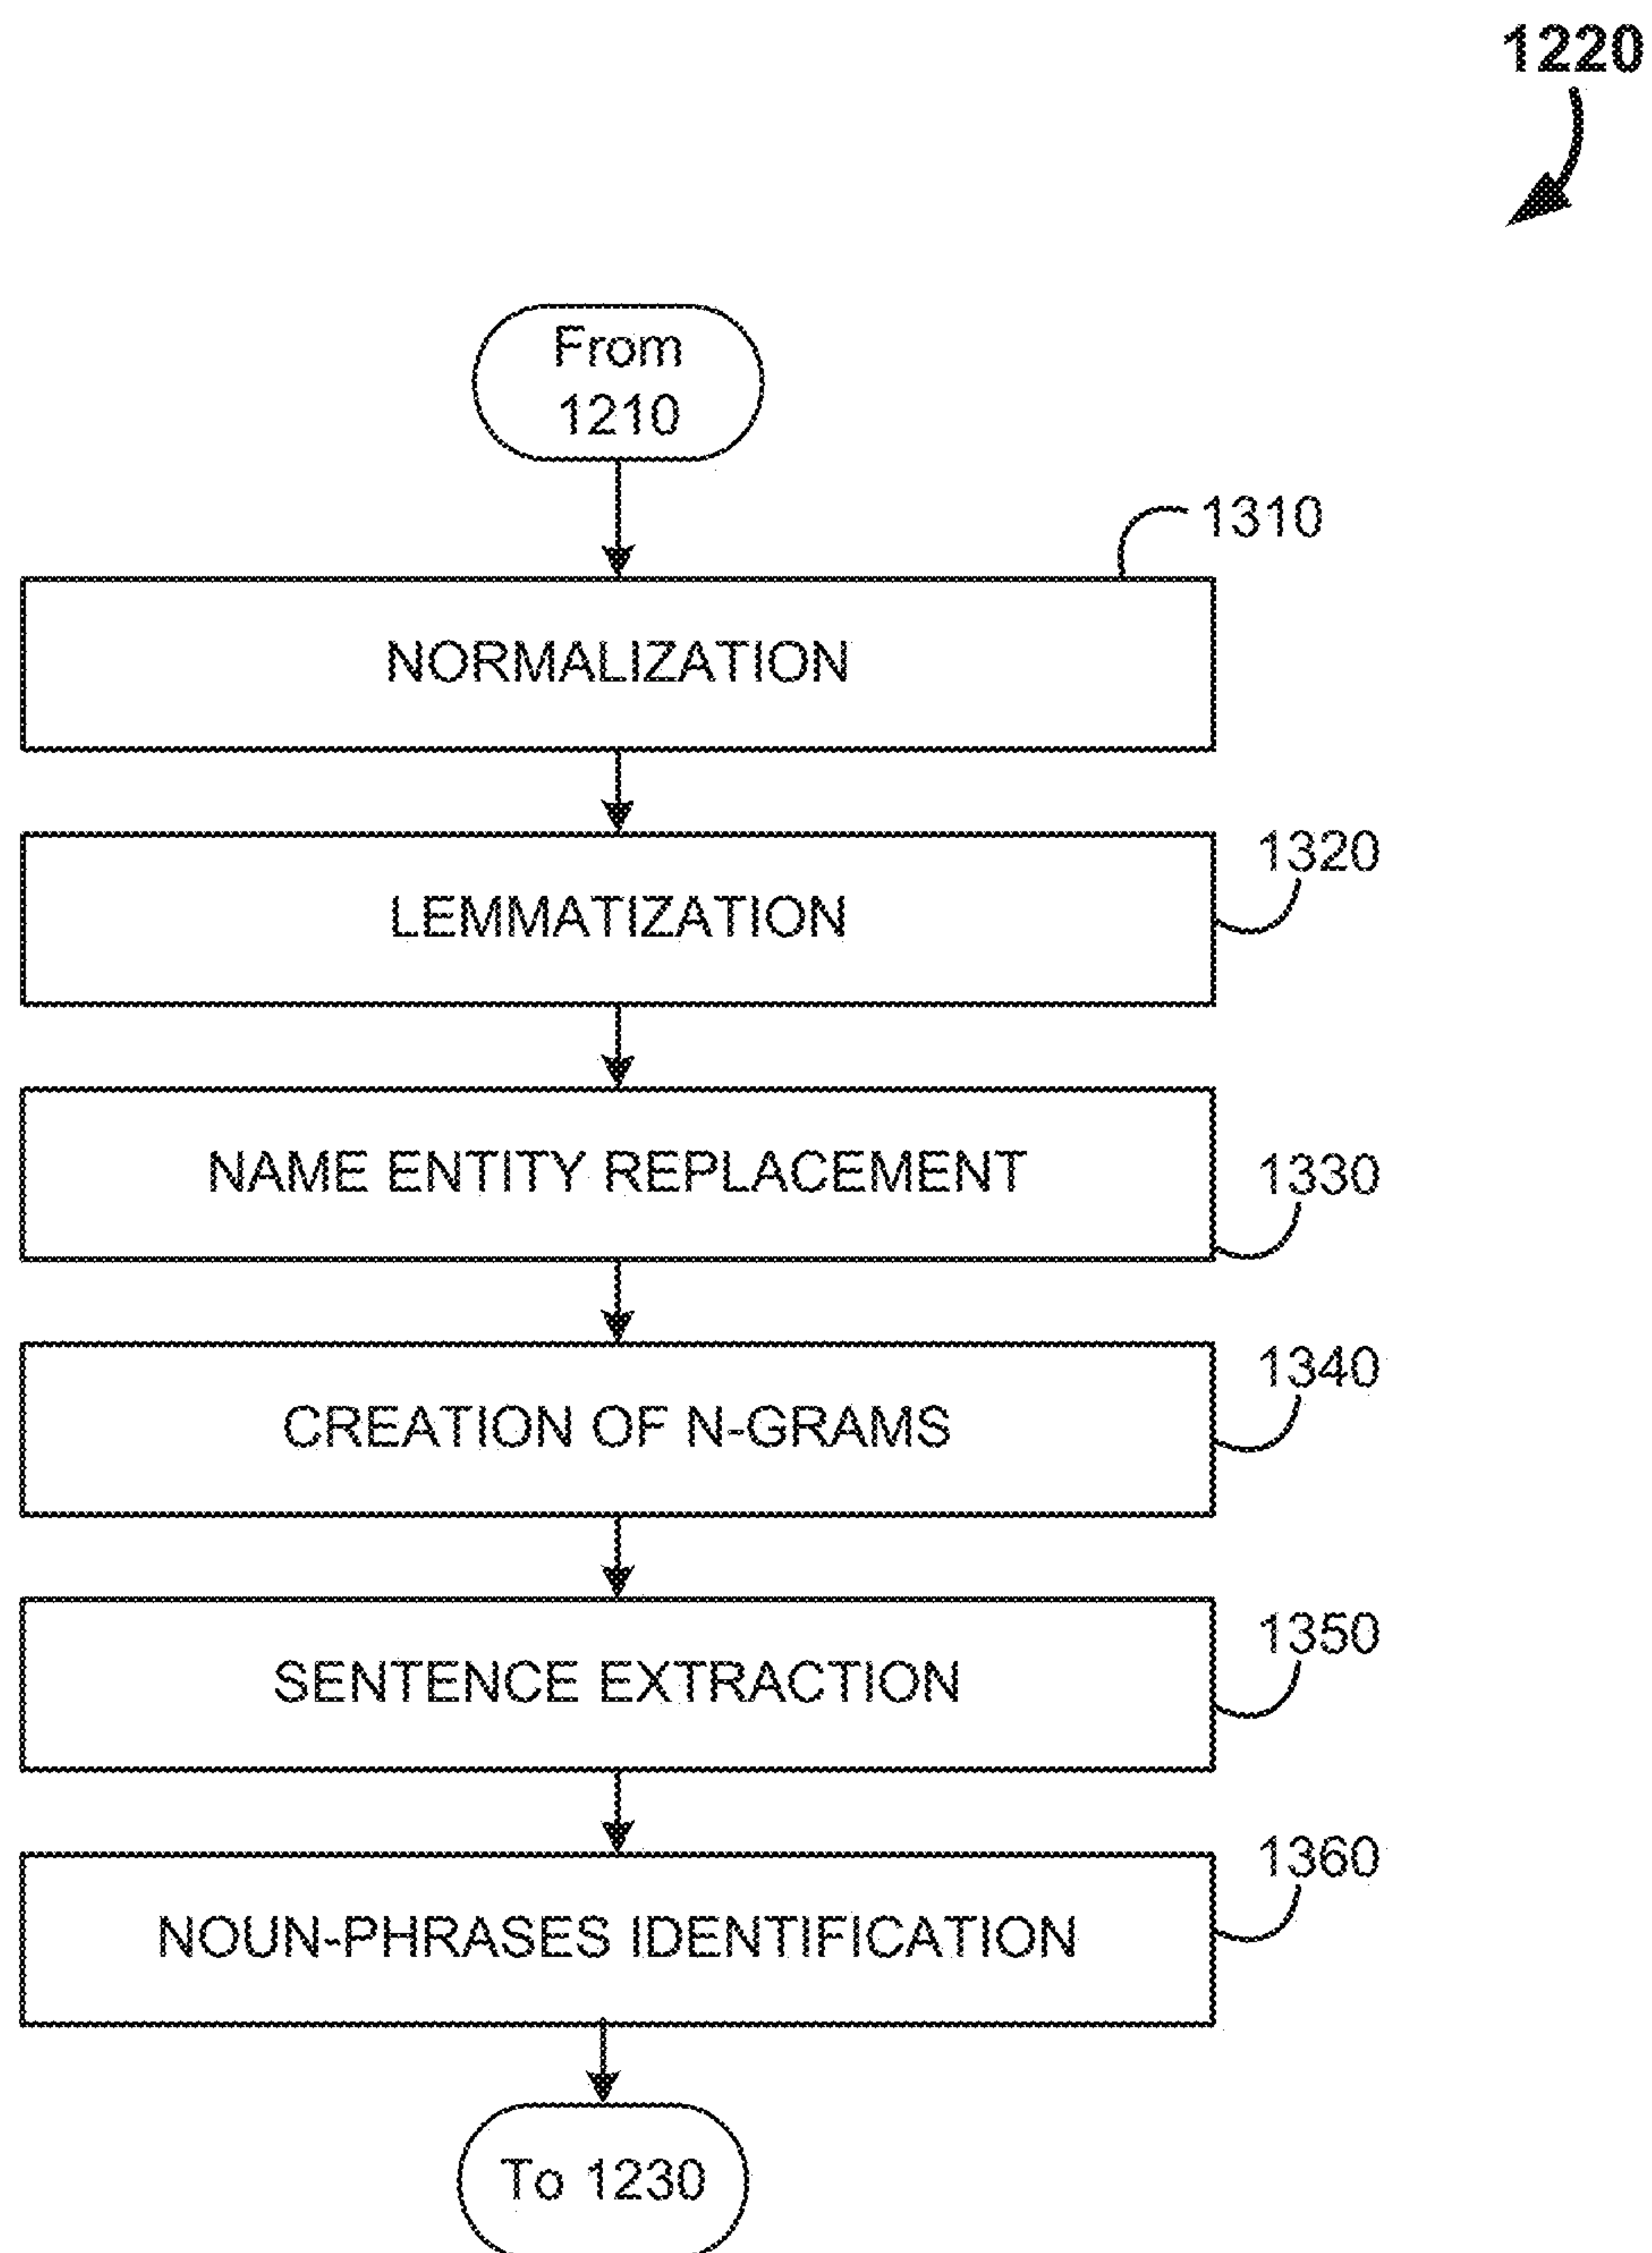 1220
From
1210
1310
NORMALIZATION
1320
LEMMATIZATION
NAME ENTITY REPLACEMENT
1330
1340
CREATION OF N-GRAMS
1350
SENTENCE EXTRACTION
1360
NOUN-PHRASES IDENTIFICATION
To 1230